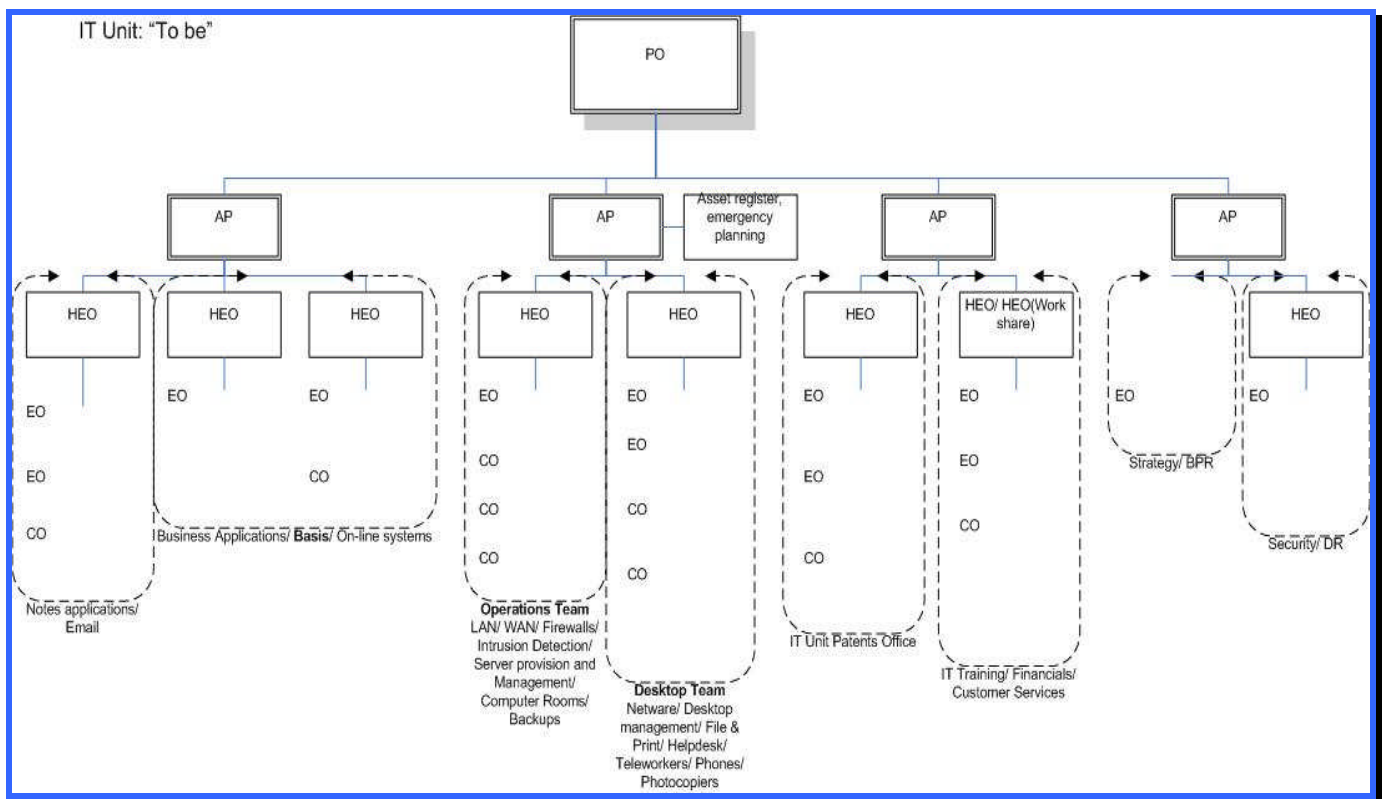 IT Unit: “To be”
PO
AP
AP
Asset register,
emergency
planning
AP
AP
HEO
HEO
HEO
HEO
HEO
HEO
HEO/ HEO(Work
share)
HEO
EO
EO
CO
Notes applications/
Email
EO
EO
CO
Business Applications/ Basis/ On-line systems
EO
CO
CO
CO
Operations Team
LAN/ WAN/ Firewalls/
Intrusion Detection/
Server provision and
Management/
Computer Rooms/
Backups
EO
EO
CO
CO
Desktop Team
Netware/ Desktop
management/ File &
Print/ Helpdesk/
Teleworkers/ Phones/
Photocopiers
EO
EO
CO
IT Unit Patents Office
EO
EO
CO
IT Training/ Financials/
Customer Services
EO
Strategy/ BPR
EO
Security/ DR